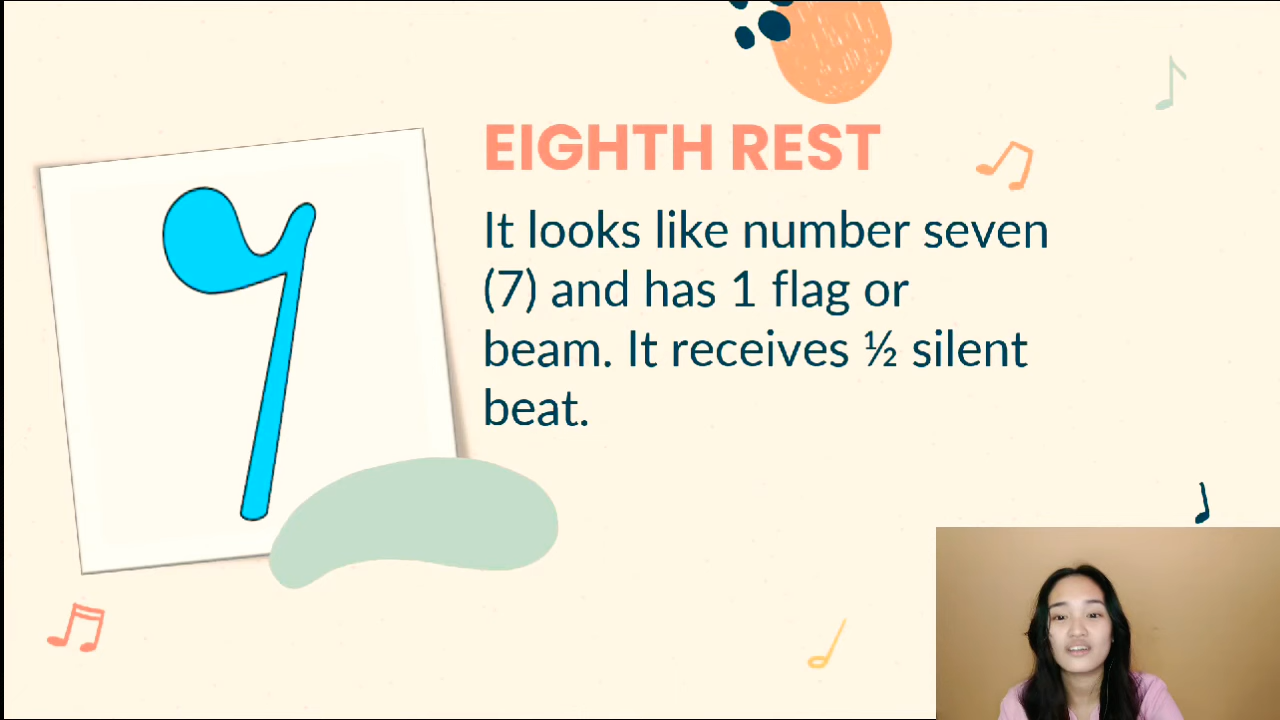 EIGHTH REST
It looks like number seven
(7) and has 1 flag or
beam. It receives ½ silent
beat.